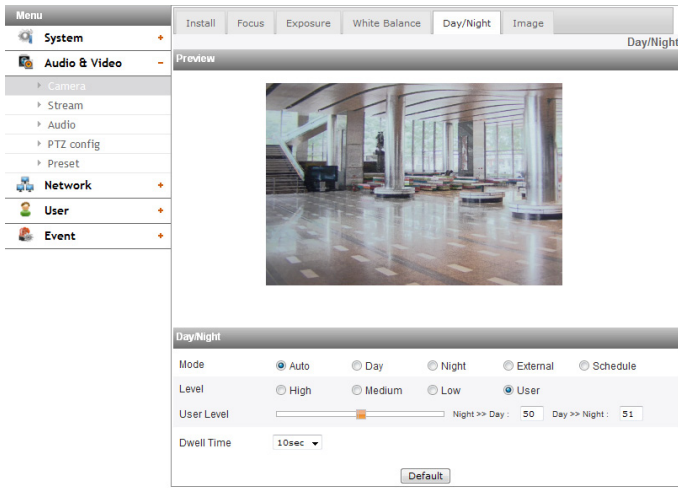 Menu
System
Audio & Video
Camera
Stream
Audio
PTZ config
Preset
Network
User
Event
Install Focus Exposure White Balance Day/Night Image
Day/Night
Preview
Day/Night
Mode Auto Day Night External Schedule
Level High Medium Low User
User Level Night >> Day : 50 Day >> Night : 51
Dwell Time 10sec
Default